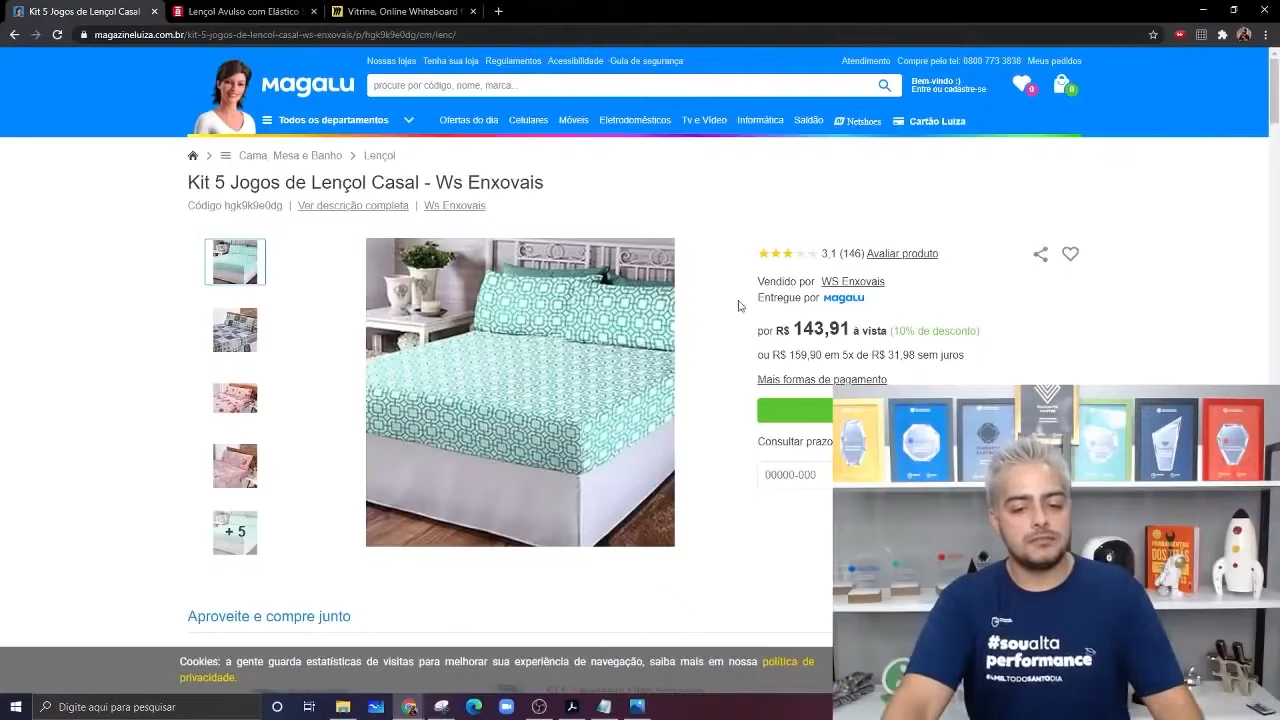 Kit 5 Jogos de Lençol Casal
Lençol Avulso com Elástico S
Vitrine, Online Whiteboard f
magazineluiza.com.br/kit-5-jogos-de-lencol-casal-ws-enxovais/p/hgk9k9e0dg/cm/lenc/
Nossas lojas Tenha sua loja Regulamentos Acessibilidade Guia de segurança
Atendimento Compre pelo tel: 0800 773 3838 Meus pedidos
MAGALU
procure por código, nome, marca...
Bem-vindo :)
Entre ou cadastre-se
0
0
Todos os departamentos
Ofertas do dia Celulares Móveis Eletrodomésticos Tv e Vídeo Informática Saldão Netshoes Cartão Luiza
Cama, Mesa e Banho > Lençol
Kit 5 Jogos de Lençol Casal - Ws Enxovais
Código hgk9k9e0dg | Ver descrição completa | Ws Enxovais
3,1 (146) Avaliar produto
Vendido por WS Enxovais
Entregue por MAGALU
por R$ 143,91 à vista (10% de desconto)
ou R$ 159,90 em 5x de R$ 31,98 sem juros
Mais formas de pagamento
Consultar prazo
00000-000
+ 5
Aproveite e compre junto
Cookies: a gente guarda estatísticas de visitas para melhorar sua experiência de navegação, saiba mais em nossa política de
privacidade.
#soualta
performance
@AMILTODOSANTODIA
Digite aqui para pesquisar